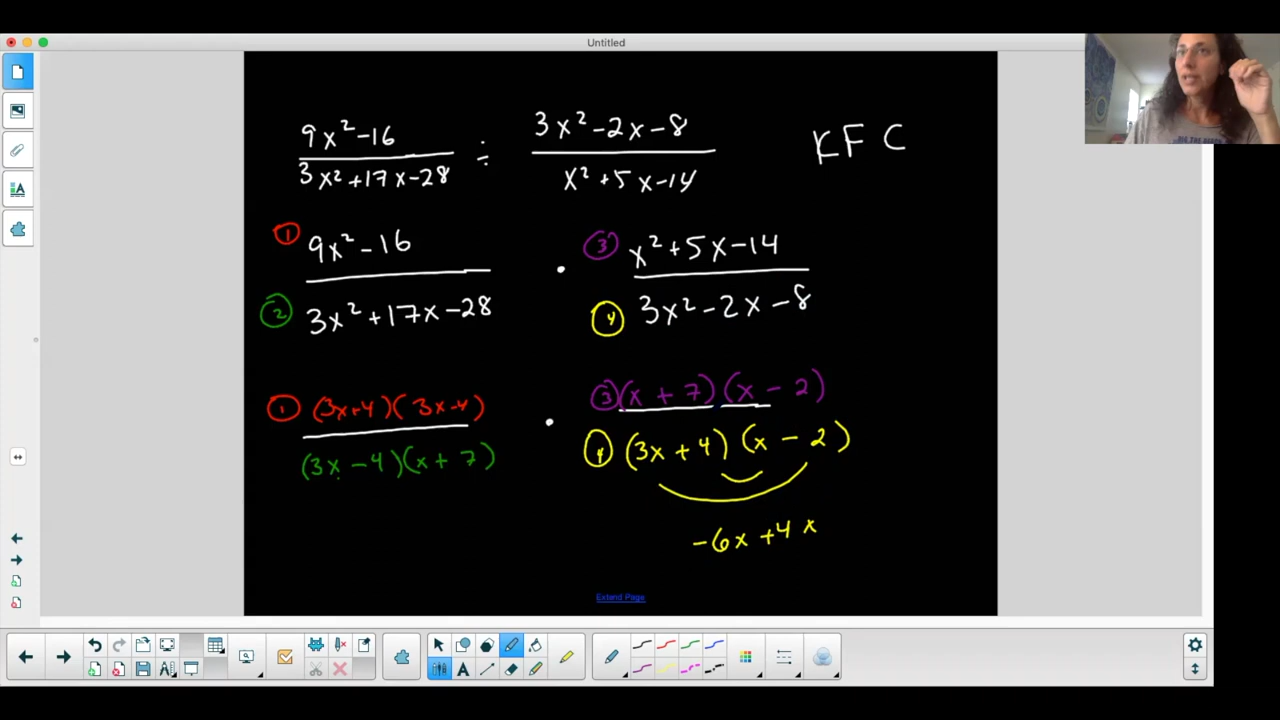 Untitled
9x²-16 ÷ 3x²-2x-8 KFC
3x²+17x-28 x²+5x-14
① 9x²-16 · ③ x²+5x-14
② 3x²+17x-28 ④ 3x²-2x-8
① (3x+4)(3x-4) · ③ (x+7)(x-2)
(3x-4)(x+7) ④ (3x+4)(x-2)
-6x+4x
Extend Page